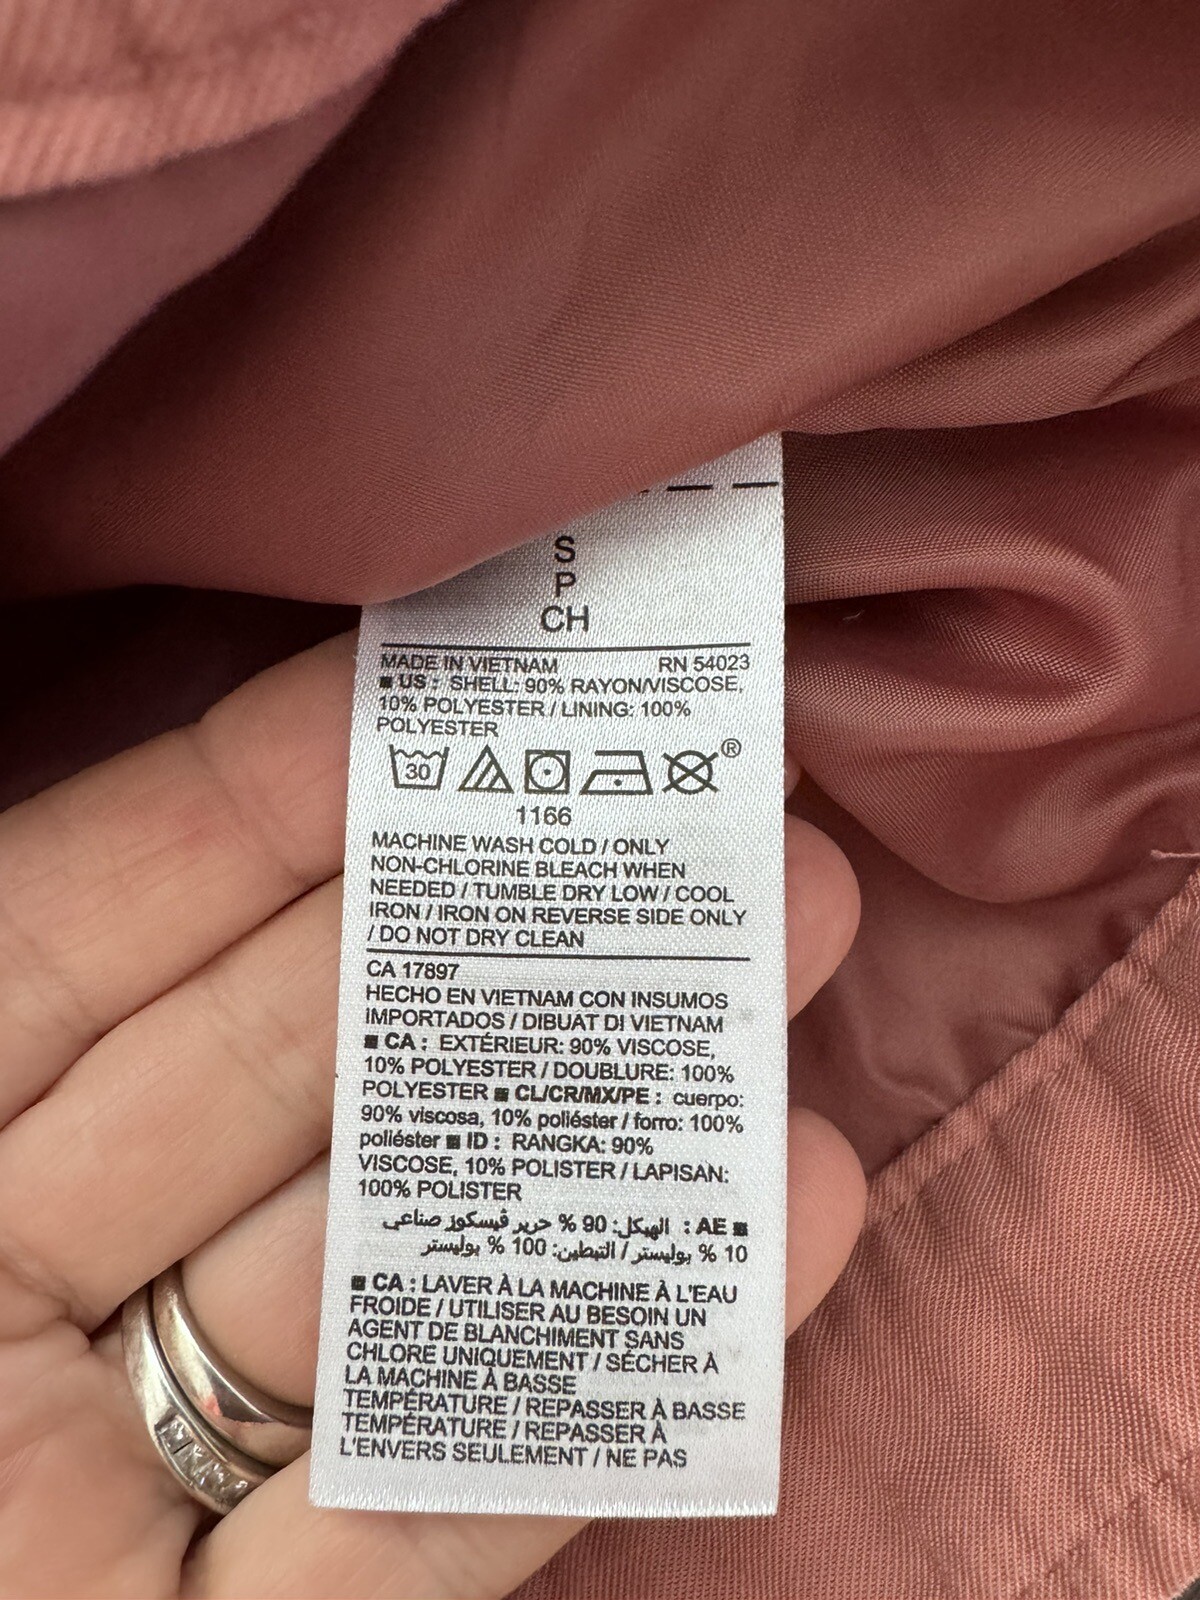 S
P
CH
MADE IN VIETNAM RN 54023
■ US : SHELL: 90% RAYON/VISCOSE,
10% POLYESTER / LINING: 100%
POLYESTER
30 ®
1166
MACHINE WASH COLD / ONLY
NON-CHLORINE BLEACH WHEN
NEEDED / TUMBLE DRY LOW / COOL
IRON / IRON ON REVERSE SIDE ONLY
/ DO NOT DRY CLEAN
CA 17897
HECHO EN VIETNAM CON INSUMOS
IMPORTADOS / DIBUAT DI VIETNAM
■ CA : EXTÉRIEUR: 90% VISCOSE,
10% POLYESTER / DOUBLURE: 100%
POLYESTER ■ CL/CR/MX/PE : cuerpo:
90% viscosa, 10% poliéster / forro: 100%
poliéster ■ ID : RANGKA: 90%
VISCOSE, 10% POLISTER / LAPISAN:
100% POLISTER
■ AE : الهيكل: 90 % حرير ڤيسكوز صناعي
10 % بوليستر / التبطين: 100 % بوليستر
■ CA : LAVER À LA MACHINE À L'EAU
FROIDE / UTILISER AU BESOIN UN
AGENT DE BLANCHIMENT SANS
CHLORE UNIQUEMENT / SÉCHER À
LA MACHINE À BASSE
TEMPÉRATURE / REPASSER À BASSE
TEMPÉRATURE / REPASSER À
L'ENVERS SEULEMENT / NE PAS